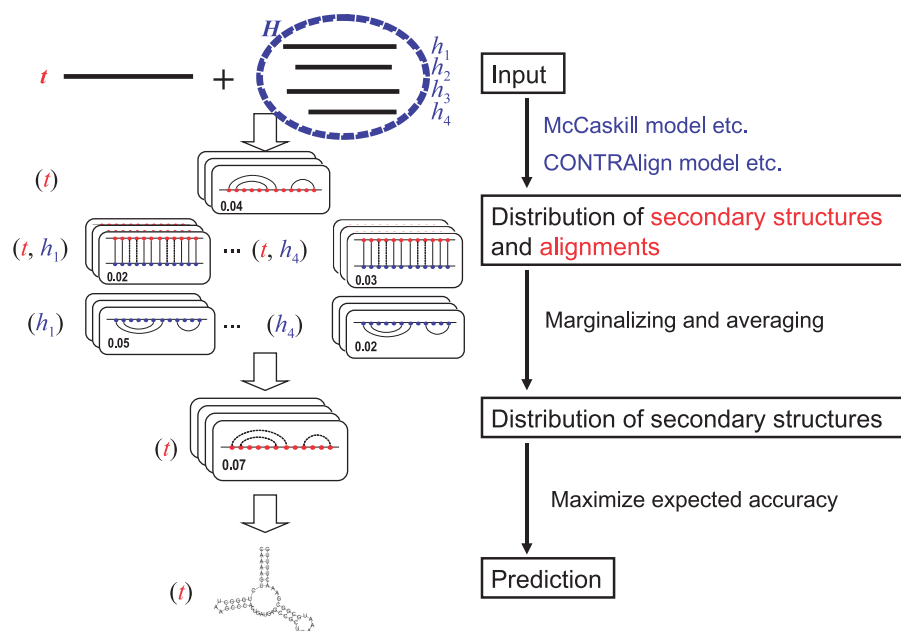 H
t
+
h1
h2
h3
h4
Input
McCaskill model etc.
CONTRAlign model etc.
(t)
0.04
Distribution of secondary structures
and alignments
(t, h1)
0.02
...
(t, h4)
0.03
(h1)
0.05
...
(h4)
0.02
Marginalizing and averaging
(t)
0.07
Distribution of secondary structures
Maximize expected accuracy
(t)
Prediction